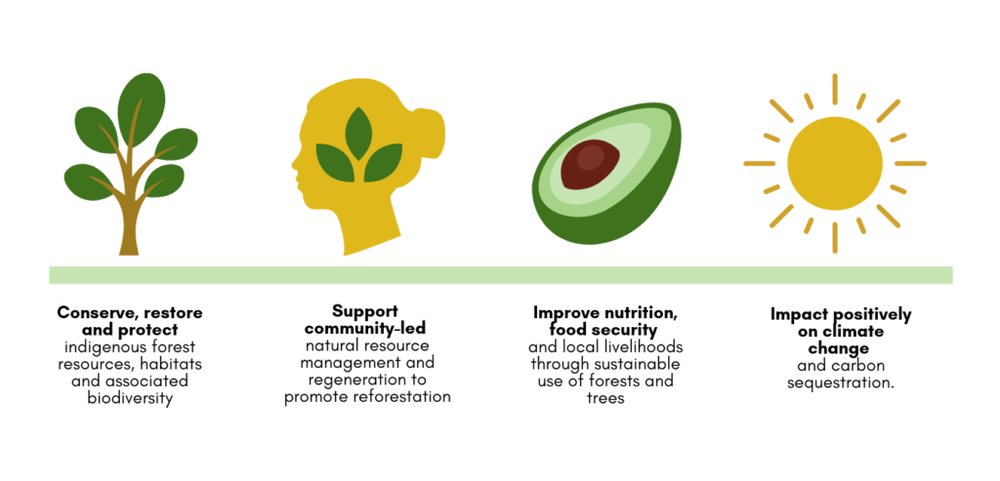 Conserve, restore
and protect
indigenous forest
resources, habitats
and associated
biodiversity
Support
community-led
natural resource
management and
regeneration to
promote reforestation
Improve nutrition,
food security
and local livelihoods
through sustainable
use of forests and
trees
Impact positively
on climate
change
and carbon
sequestration.